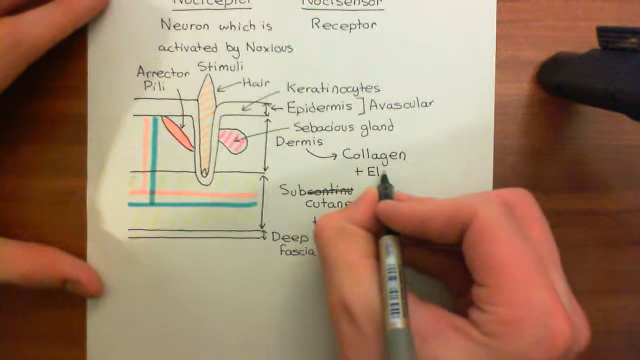 Nociceptor Nocisensor
Neuron which is Receptor
activated by Noxious
Stimuli
Arrector
Pili
Hair
Keratinocytes
Epidermis ] Avascular
Sebacious gland
Dermis
Collagen
+ El
Subcontinu
cutane
+
Deep
fascia